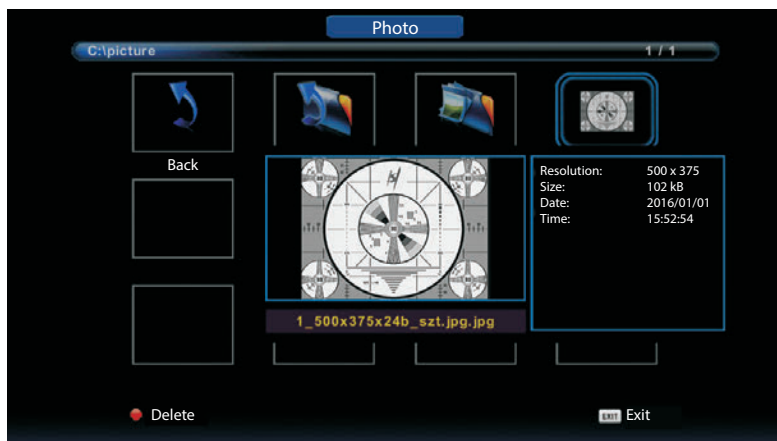 Photo
C:\picture 1 / 1
Back
Resolution: 500 x 375
Size: 102 kB
Date: 2016/01/01
Time: 15:52:54
1_500x375x24b_szt.jpg.jpg
Delete EXIT Exit